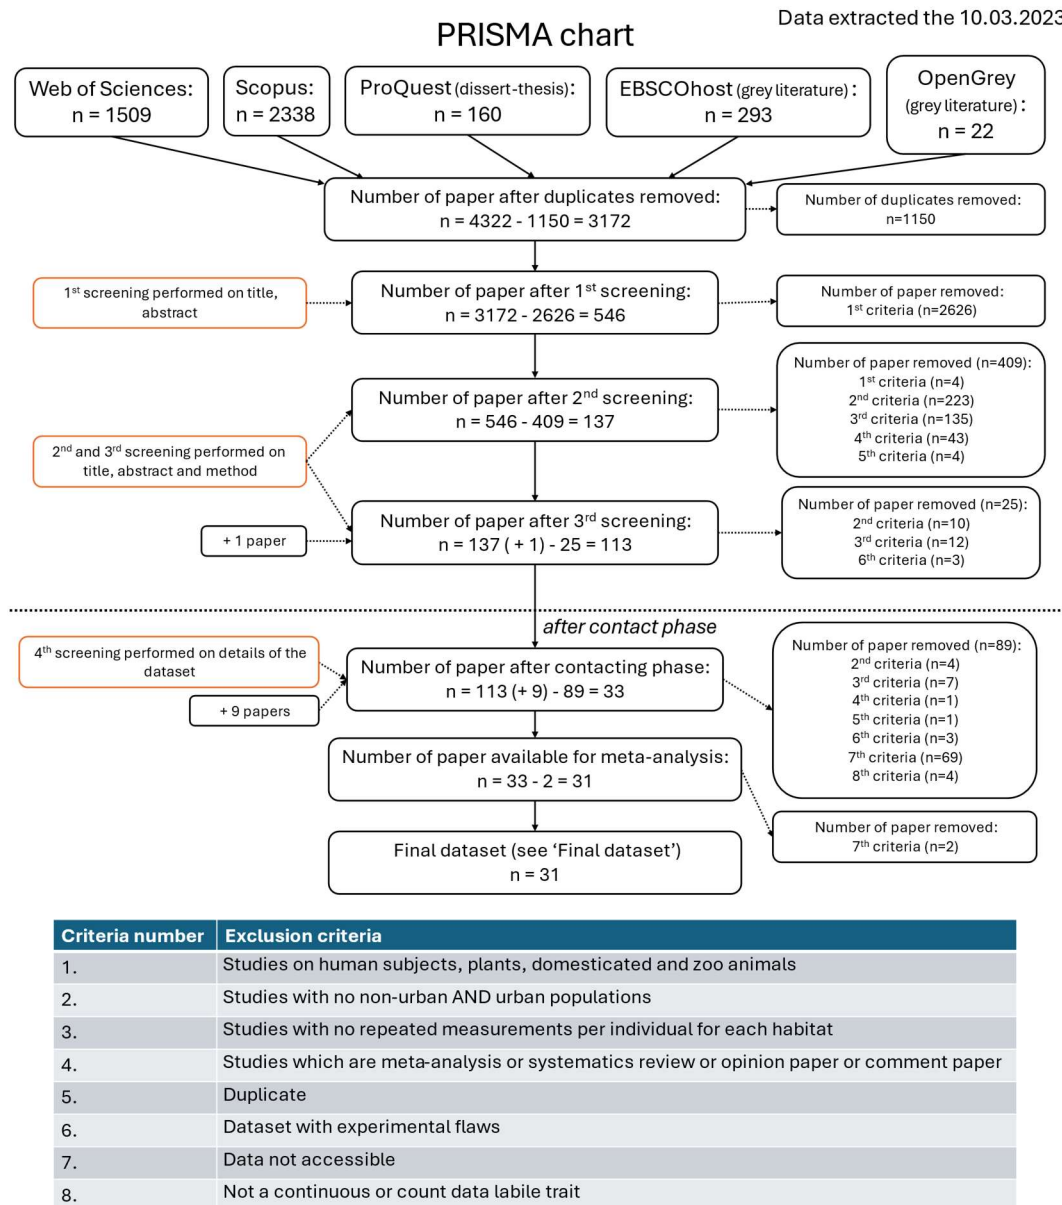 Data extracted the 10.03.2023
PRISMA chart
Web of Sciences:
n = 1509
Scopus:
n = 2338
ProQuest (dissert-thesis):
n = 160
EBSCOhost (grey literature) :
n = 293
OpenGrey
(grey literature) :
n = 22
Number of paper after duplicates removed:
n = 4322 - 1150 = 3172
Number of duplicates removed:
n=1150
1st screening performed on title,
abstract
Number of paper after 1st screening:
n = 3172 - 2626 = 546
Number of paper removed:
1st criteria (n=2626)
Number of paper after 2nd screening:
n = 546 - 409 = 137
Number of paper removed (n=409):
1st criteria (n=4)
2nd criteria (n=223)
3rd criteria (n=135)
4th criteria (n=43)
5th criteria (n=4)
2nd and 3rd screening performed on
title, abstract and method
+ 1 paper
Number of paper after 3rd screening:
n = 137 ( + 1) - 25 = 113
Number of paper removed (n=25):
2nd criteria (n=10)
3rd criteria (n=12)
6th criteria (n=3)
after contact phase
4th screening performed on details of the
dataset
+ 9 papers
Number of paper after contacting phase:
n = 113 (+ 9) - 89 = 33
Number of paper removed (n=89):
2nd criteria (n=4)
3rd criteria (n=7)
4th criteria (n=1)
5th criteria (n=1)
6th criteria (n=3)
7th criteria (n=69)
8th criteria (n=4)
Number of paper available for meta-analysis:
n = 33 - 2 = 31
Number of paper removed:
7th criteria (n=2)
Final dataset (see ‘Final dataset’)
n = 31
Criteria number Exclusion criteria
1. Studies on human subjects, plants, domesticated and zoo animals
2. Studies with no non-urban AND urban populations
3. Studies with no repeated measurements per individual for each habitat
4. Studies which are meta-analysis or systematics review or opinion paper or comment paper
5. Duplicate
6. Dataset with experimental flaws
7. Data not accessible
8. Not a continuous or count data labile trait